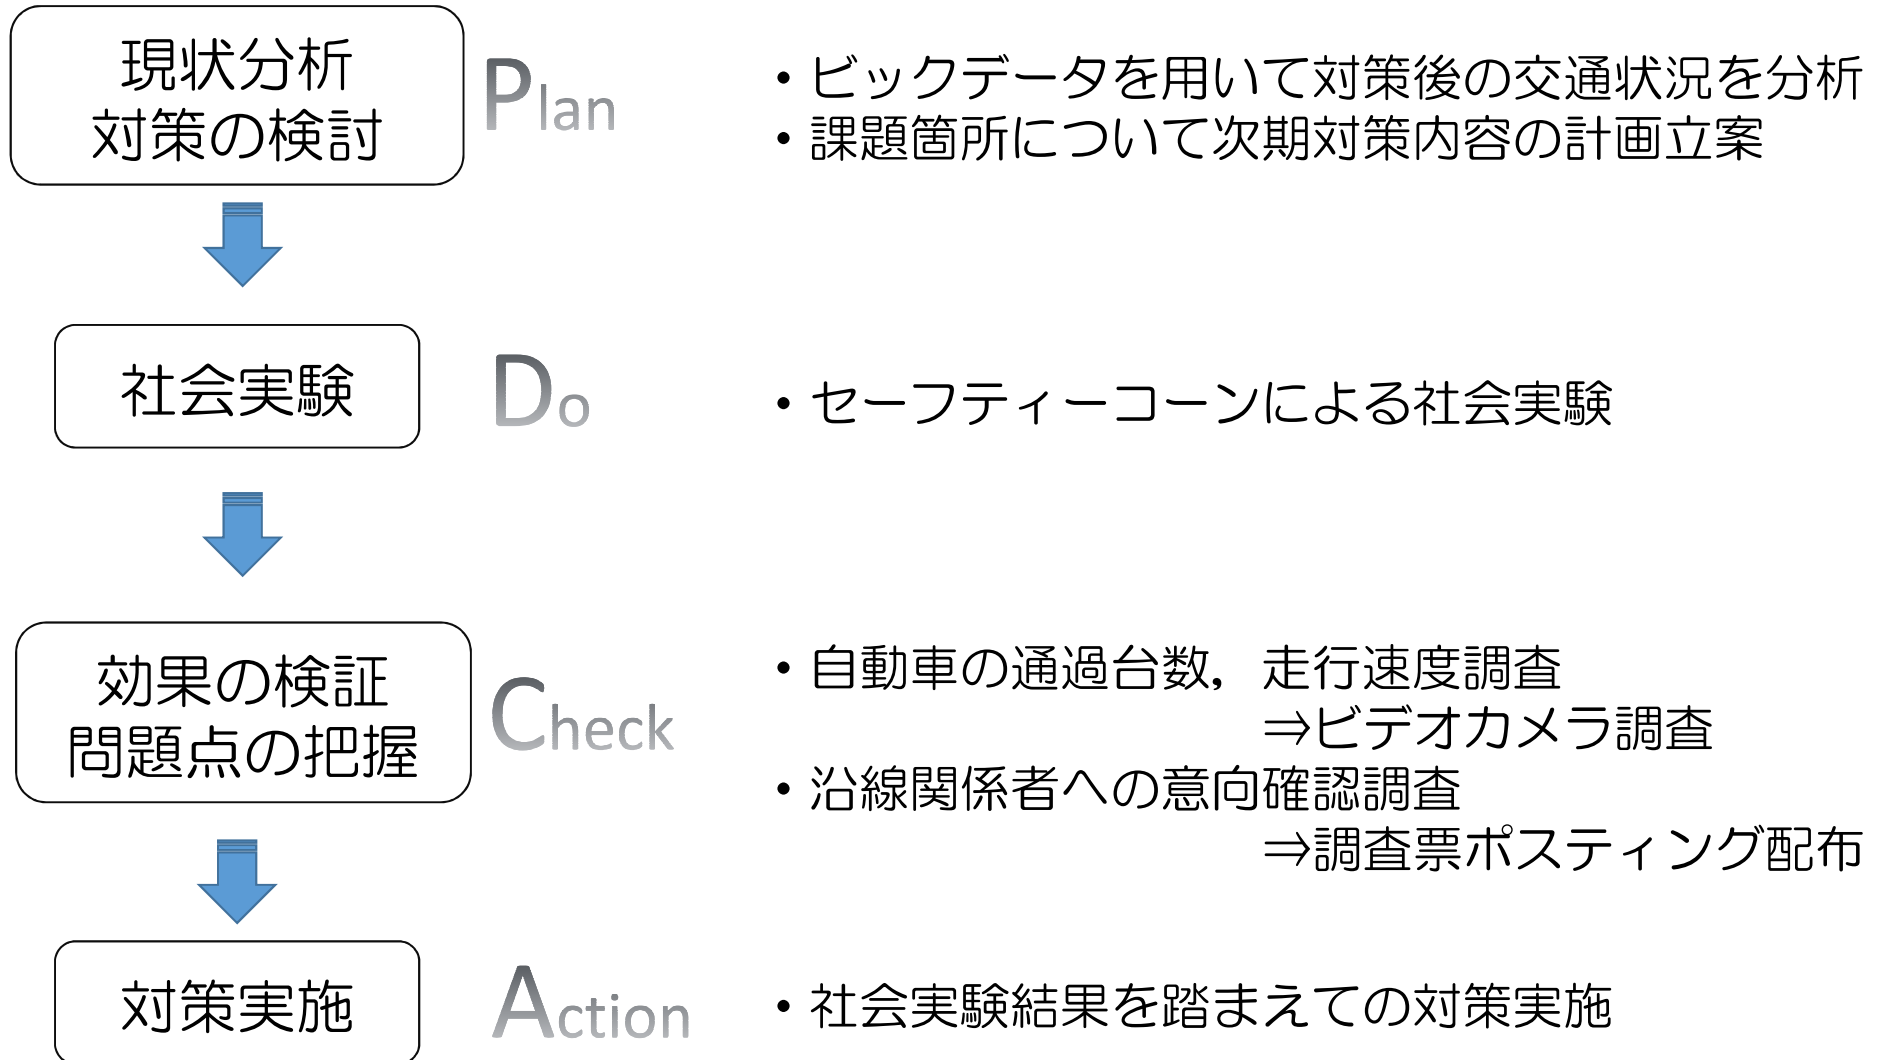 現状分析
対策の検討
Plan
・ビックデータを用いて対策後の交通状況を分析
・課題箇所について次期対策内容の計画立案
社会実験
Do
・セーフティーコーンによる社会実験
効果の検証
問題点の把握
Check
・自動車の通過台数，走行速度調査
⇒ビデオカメラ調査
・沿線関係者への意向確認調査
⇒調査票ポスティング配布
対策実施
Action
・社会実験結果を踏まえての対策実施